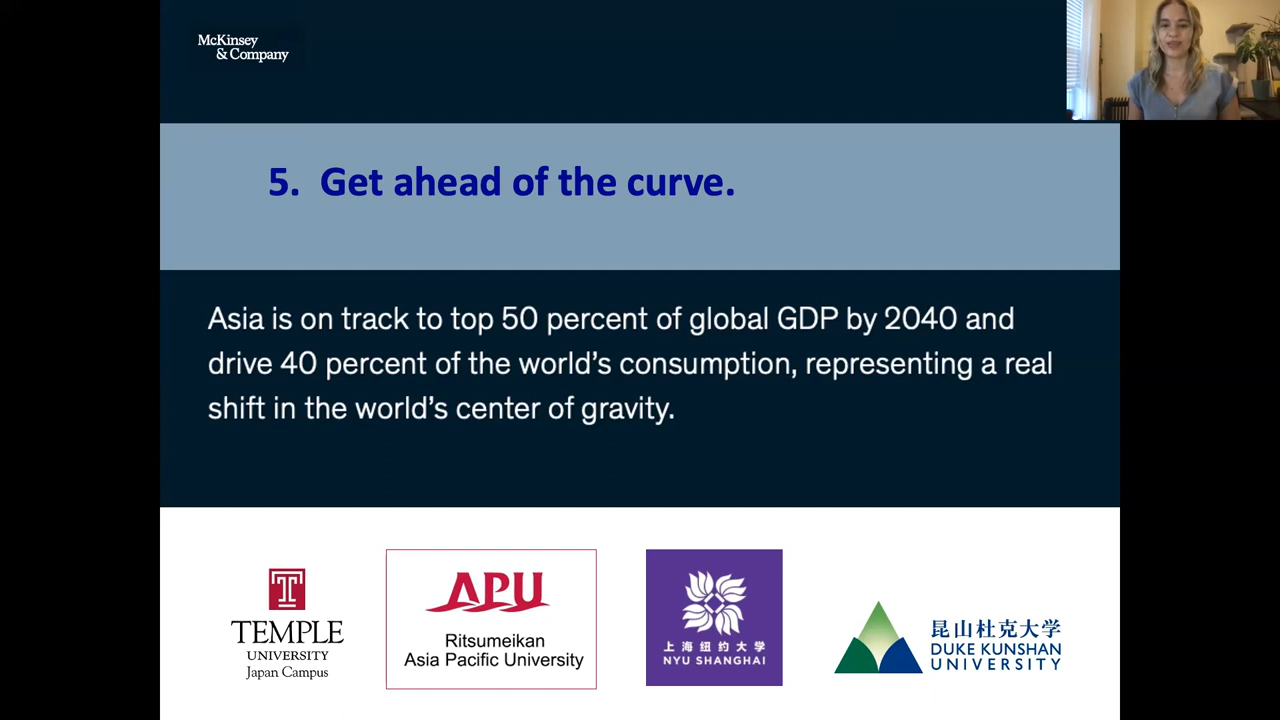 McKinsey
& Company
5. Get ahead of the curve.
Asia is on track to top 50 percent of global GDP by 2040 and
drive 40 percent of the world's consumption, representing a real
shift in the world's center of gravity.
TEMPLE
UNIVERSITY
Japan Campus
APU
Ritsumeikan
Asia Pacific University
上海纽约大学
NYU SHANGHAI
昆山杜克大学
DUKE KUNSHAN
UNIVERSITY